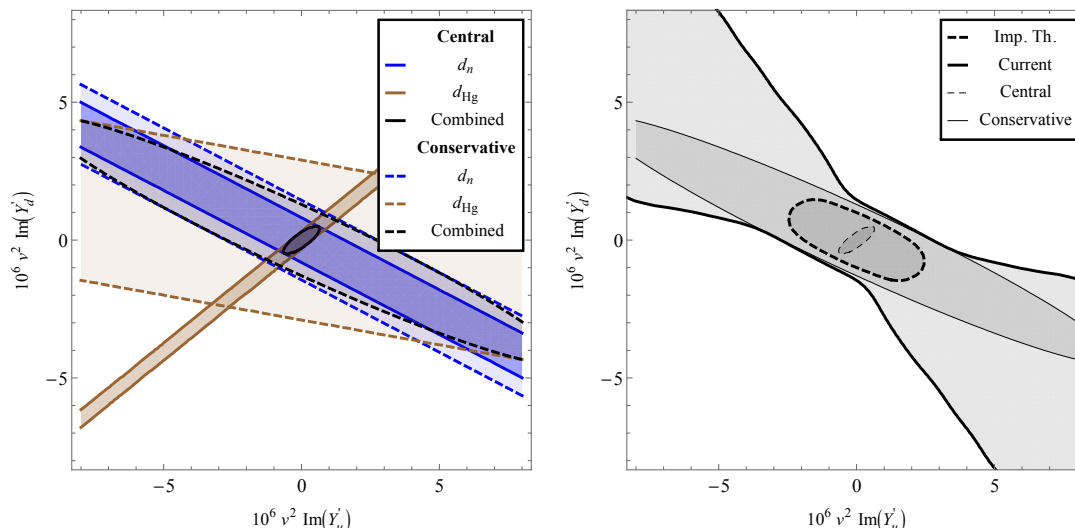 Central
d_n
d_Hg
Combined
Conservative
d_n
d_Hg
Combined
10^6 v^2 Im(Y'_d)
5
0
−5
−5
0
5
10^6 v^2 Im(Y'_u)
Imp. Th.
Current
Central
Conservative
10^6 v^2 Im(Y'_d)
5
0
−5
−5
0
5
10^6 v^2 Im(Y'_u)